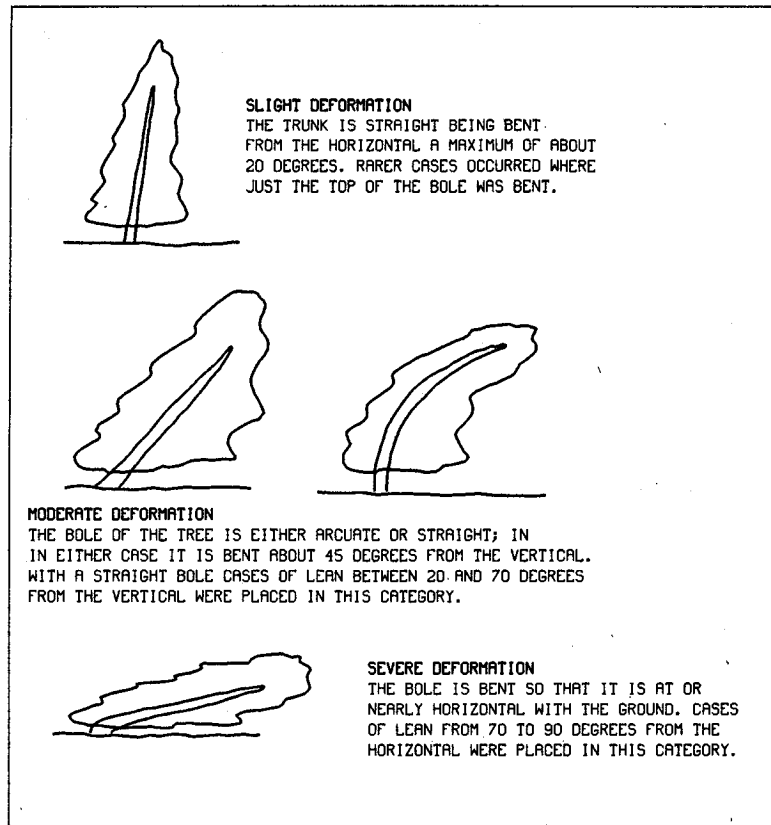 SLIGHT DEFORMATION
THE TRUNK IS STRAIGHT BEING BENT
FROM THE HORIZONTAL A MAXIMUM OF ABOUT
20 DEGREES. RARER CASES OCCURRED WHERE
JUST THE TOP OF THE BOLE WAS BENT.
MODERATE DEFORMATION
THE BOLE OF THE TREE IS EITHER ARCUATE OR STRAIGHT; IN
IN EITHER CASE IT IS BENT ABOUT 45 DEGREES FROM THE VERTICAL.
WITH A STRAIGHT BOLE CASES OF LEAN BETWEEN 20 AND 70 DEGREES
FROM THE VERTICAL WERE PLACED IN THIS CATEGORY.
SEVERE DEFORMATION
THE BOLE IS BENT SO THAT IT IS AT OR
NEARLY HORIZONTAL WITH THE GROUND. CASES
OF LEAN FROM 70 TO 90 DEGREES FROM THE
HORIZONTAL WERE PLACED IN THIS CATEGORY.